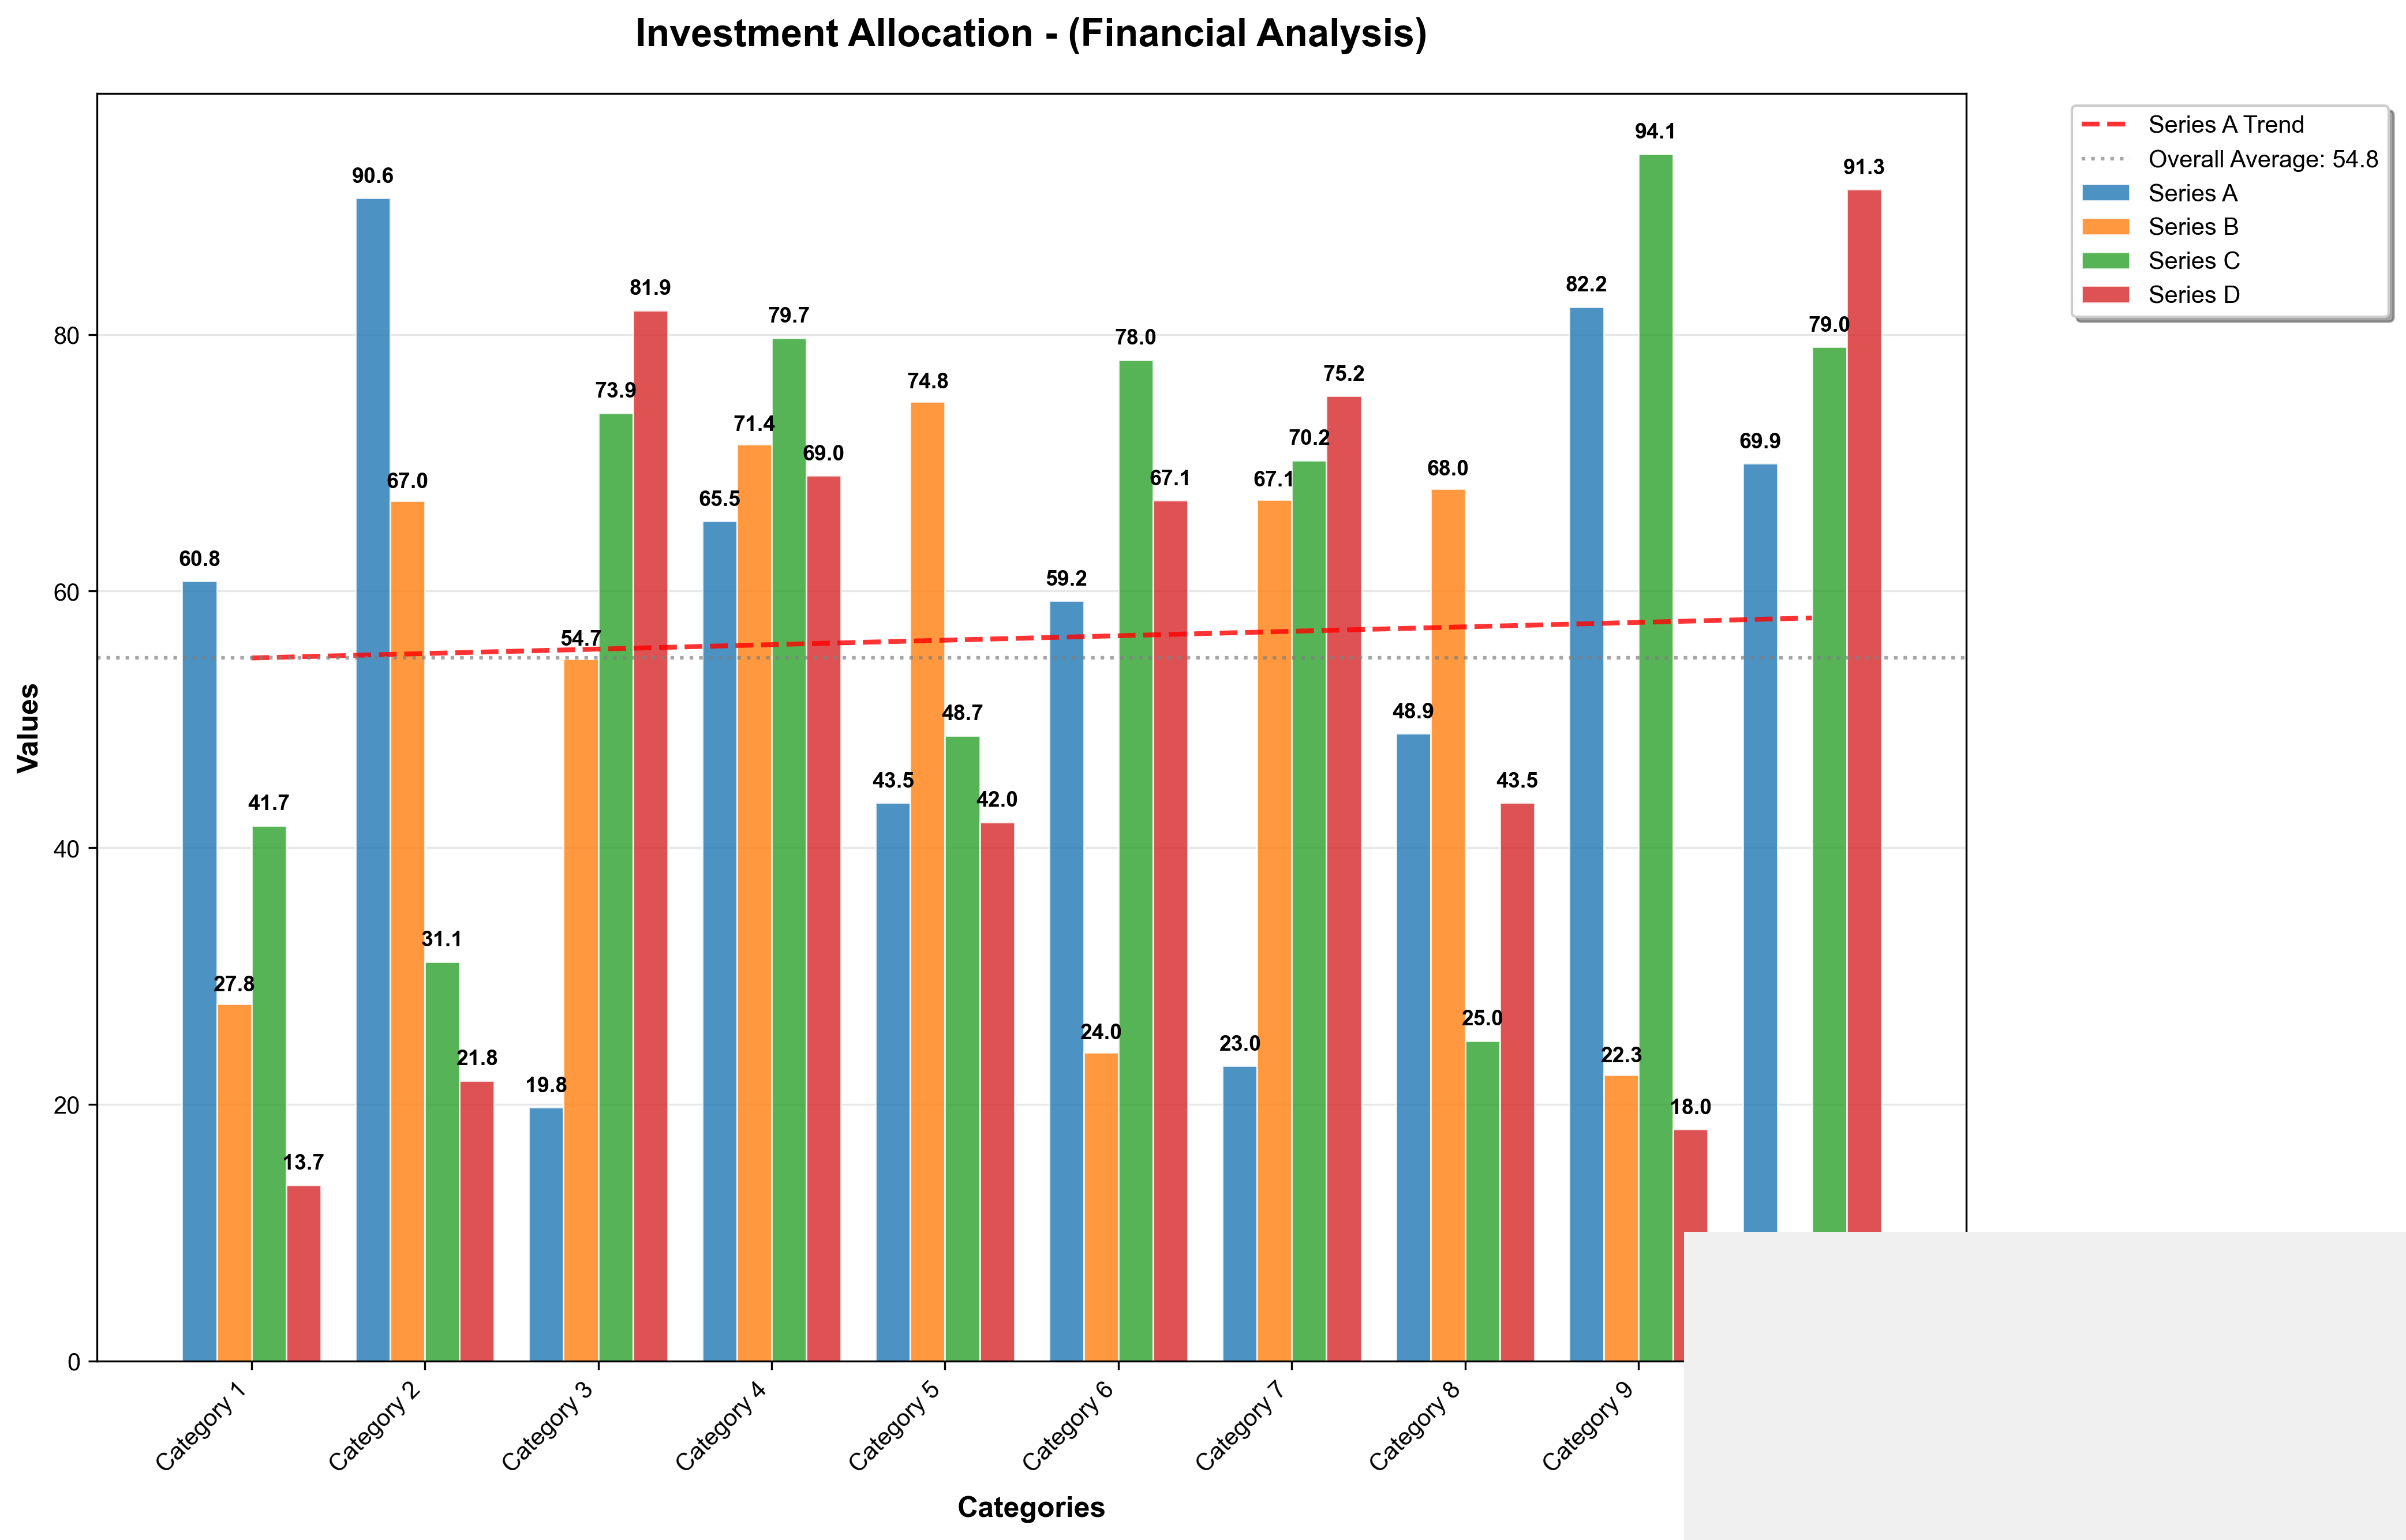 Investment Allocation - (Financial Analysis)
Series A Trend
Overall Average: 54.8
Series A
Series B
Series C
Series D
Values
80
60
40
20
0
60.8
27.8
41.7
13.7
90.6
67.0
31.1
21.8
19.8
54.7
73.9
81.9
65.5
71.4
79.7
69.0
43.5
74.8
48.7
42.0
59.2
24.0
78.0
67.1
23.0
67.1
70.2
75.2
48.9
68.0
25.0
43.5
82.2
22.3
94.1
18.0
69.9
79.0
91.3
Category 1
Category 2
Category 3
Category 4
Category 5
Category 6
Category 7
Category 8
Category 9
Categories